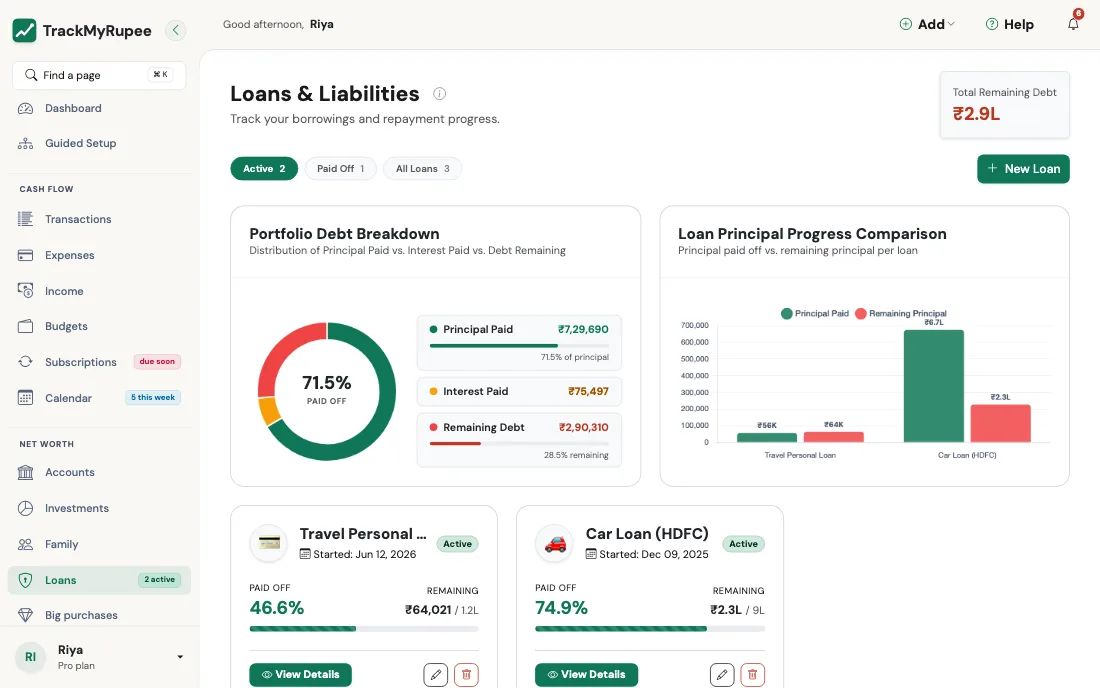 TrackMyRupee
Find a page
⌘ K
Dashboard
Guided Setup
CASH FLOW
Transactions
Expenses
Income
Budgets
Subscriptions due soon
Calendar 5 this week
NET WORTH
Accounts
Investments
Family
Loans 2 active
Big purchases
RI
Riya
Pro plan
Good afternoon, Riya
Add
Help
6
Loans & Liabilities
Track your borrowings and repayment progress.
Total Remaining Debt
₹2.9L
Active 2
Paid Off 1
All Loans 3
+ New Loan
Portfolio Debt Breakdown
Distribution of Principal Paid vs. Interest Paid vs. Debt Remaining
71.5%
PAID OFF
Principal Paid ₹7,29,690
71.5% of principal
Interest Paid ₹75,497
Remaining Debt ₹2,90,310
28.5% remaining
Loan Principal Progress Comparison
Principal paid off vs. remaining principal per loan
Principal Paid Remaining Principal
700,000
600,000
500,000
400,000
300,000
200,000
100,000
0
₹56K
₹64K
₹6.7L
₹2.3L
Travel Personal Loan
Car Loan (HDFC)
Travel Personal ...
Started: Jun 12, 2026
Active
PAID OFF
46.6%
REMAINING
₹64,021 / 1.2L
View Details
Car Loan (HDFC)
Started: Dec 09, 2025
Active
PAID OFF
74.9%
REMAINING
₹2.3L / 9L
View Details